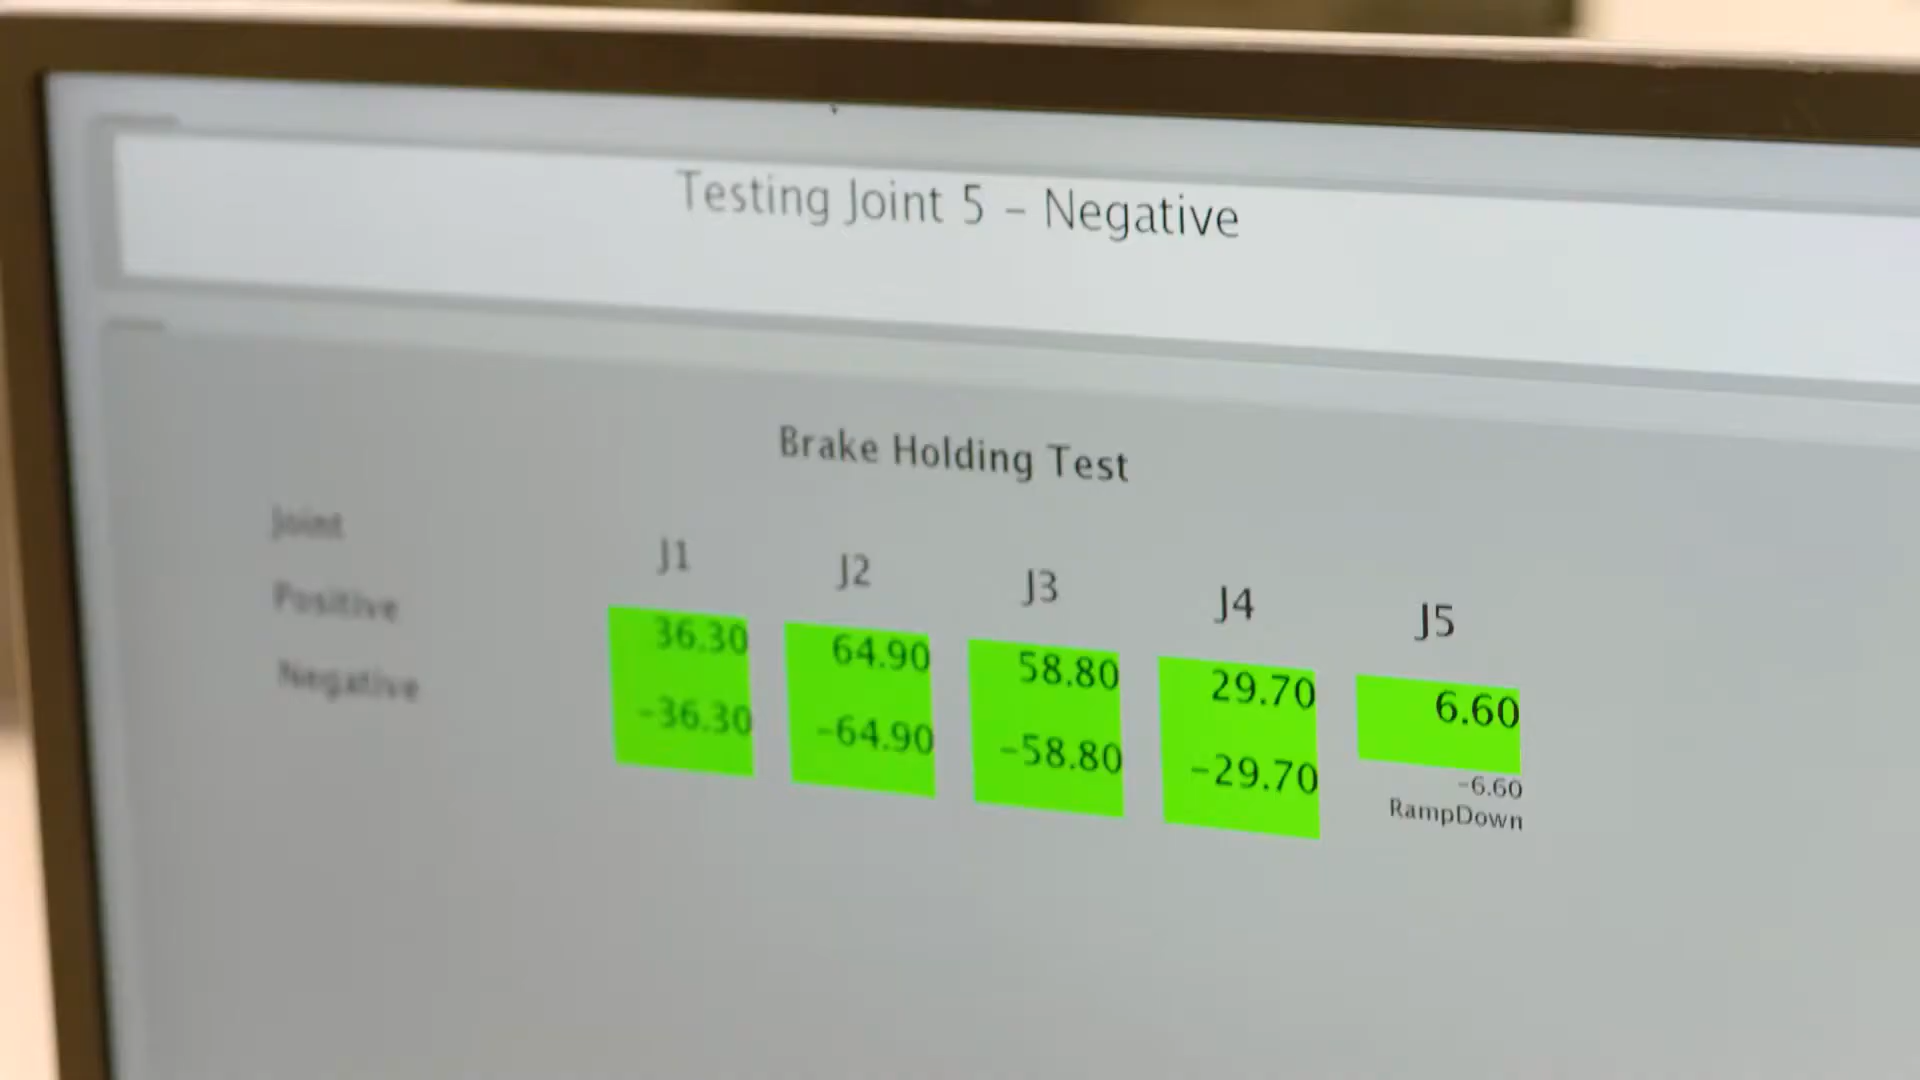 Testing Joint 5 – Negative
Brake Holding Test
Joint J1 J2 J3 J4 J5
Positive 36.30 64.90 58.80 29.70 6.60
Negative -36.30 -64.90 -58.80 -29.70 -6.60
RampDown